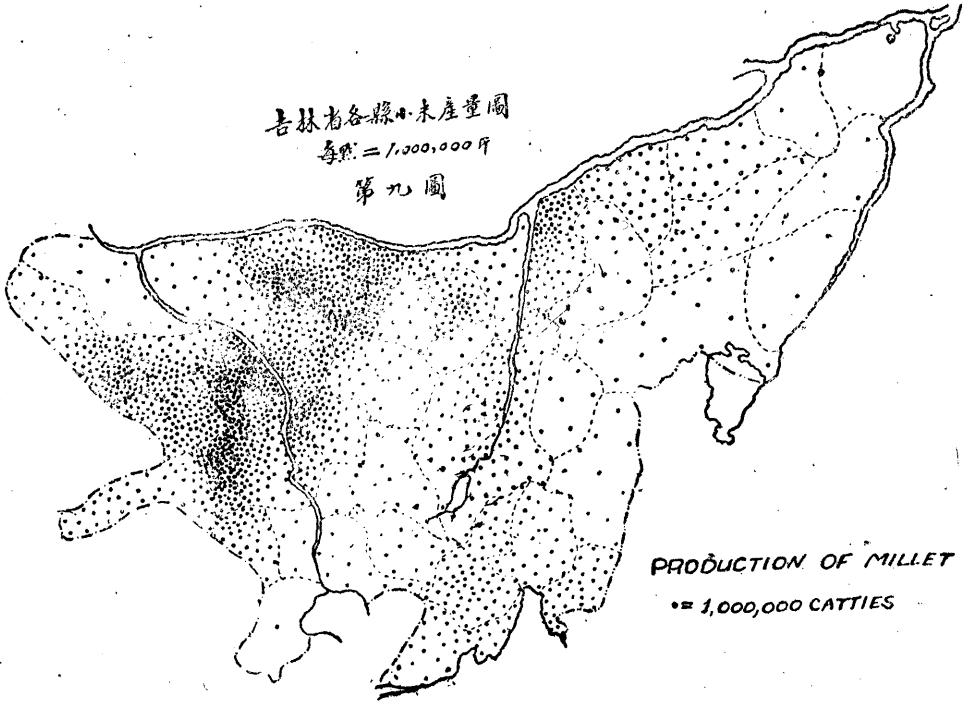 吉林省各縣小米產量圖
每點=1,000,000斤
第九圖
PRODUCTION OF MILLET
•= 1,000,000 CATTIES